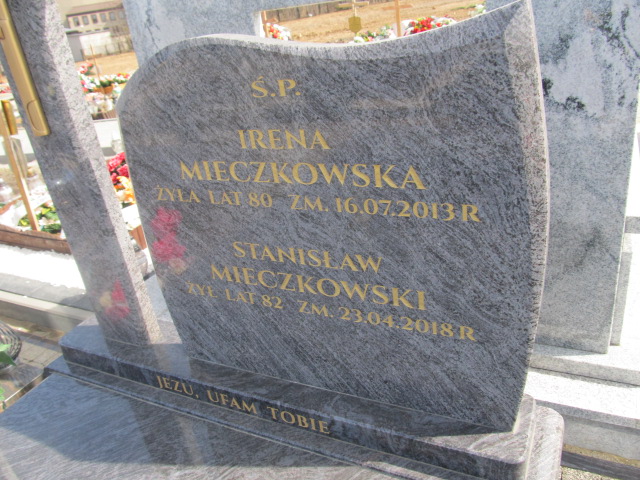 Ś.P.
IRENA
MIECZKOWSKA
ŻYŁA LAT 80 ZM. 16.07.2013 R
STANISŁAW
MIECZKOWSKI
ŻYŁ LAT 82 ZM. 23.04.2018 R
JEZU, UFAM TOBIE